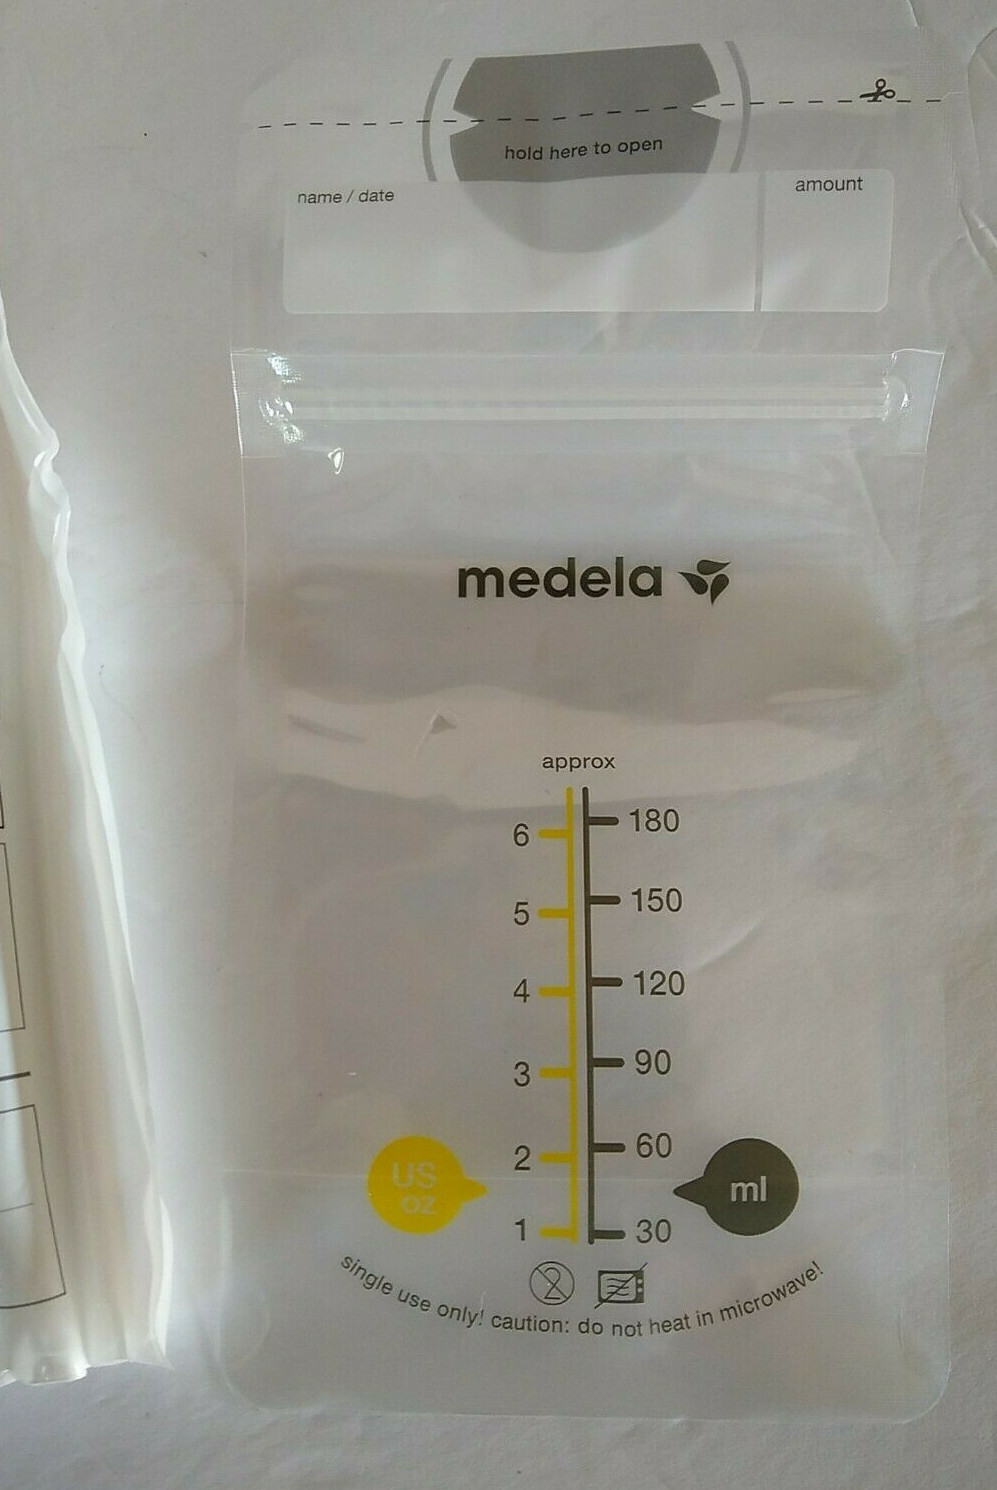 hold here to open
name / date
amount
medela
approx
6 180
5 150
4 120
3 90
2 60
US oz
ml
1 30
2
single use only! caution: do not heat in microwave!